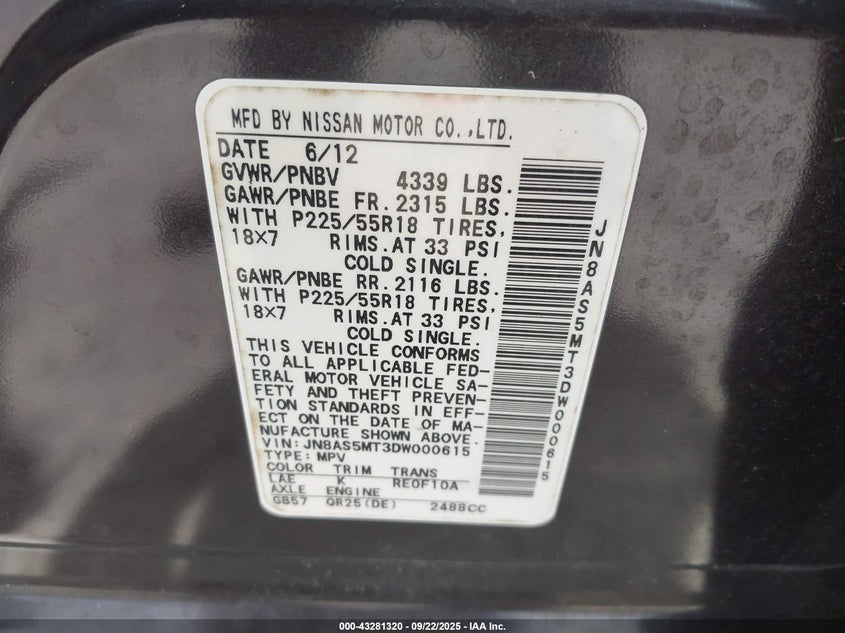 MFD BY NISSAN MOTOR CO.,LTD.
DATE 6/12
GVWR/PNBV 4339 LBS.
GAWR/PNBE FR.2315 LBS.
WITH P225/55R18 TIRES,
18X7 RIMS.AT 33 PSI
COLD SINGLE.
GAWR/PNBE RR.2116 LBS.
WITH P225/55R18 TIRES,
18X7 RIMS.AT 33 PSI
COLD SINGLE.
THIS VEHICLE CONFORMS
TO ALL APPLICABLE FED-
ERAL MOTOR VEHICLE SA-
FETY AND THEFT PREVEN-
TION STANDARDS IN EFF-
ECT ON THE DATE OF MA-
NUFACTURE SHOWN ABOVE.
VIN:JN8AS5MT3DW000615
TYPE:MPV
COLOR TRIM TRANS
LAE K RE0F10A
AXLE ENGINE
GB57 QR25(DE) 2488CC
JN8AS5MT3DW000615
000-43281320 - 09/22/2025 - IAA Inc.